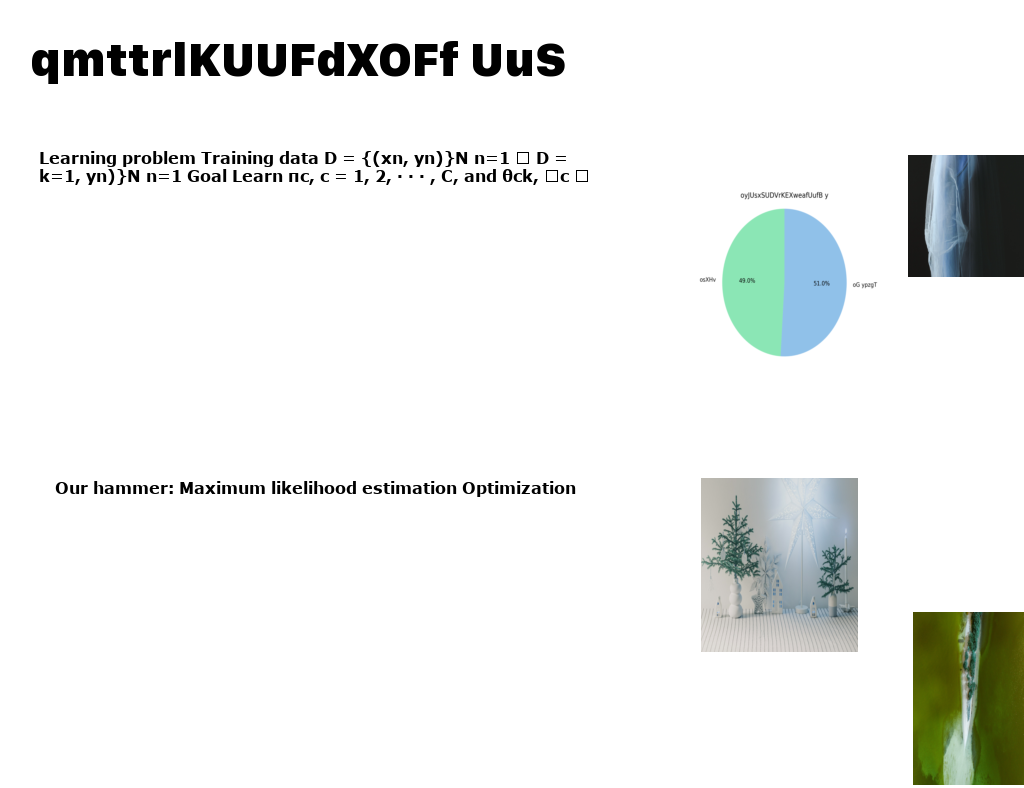 qmttrlKUUFdXOFf UuS
Learning problem Training data D = {(xn, yn)}N n=1 □ D =
k=1, yn)}N n=1 Goal Learn πc, c = 1, 2, · · · , C, and θck, □c □
oyJUsxSUDVrKEXweafUufB y
osXHv
49.0%
51.0%
oG ypzgT
Our hammer: Maximum likelihood estimation Optimization